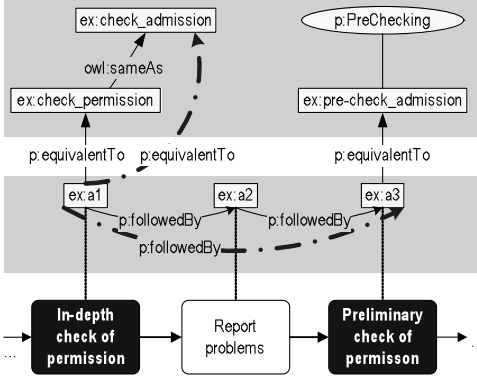 ex:check_admission
p:PreChecking
owl:sameAs
ex:check_permission
ex:pre-check_admission
p:equivalentTo
p:equivalentTo
p:equivalentTo
ex:a1
ex:a2
ex:a3
p:followedBy
p:followedBy
p:followedBy
In-depth
check of
permission
Report
problems
Preliminary
check of
permisson
...
...